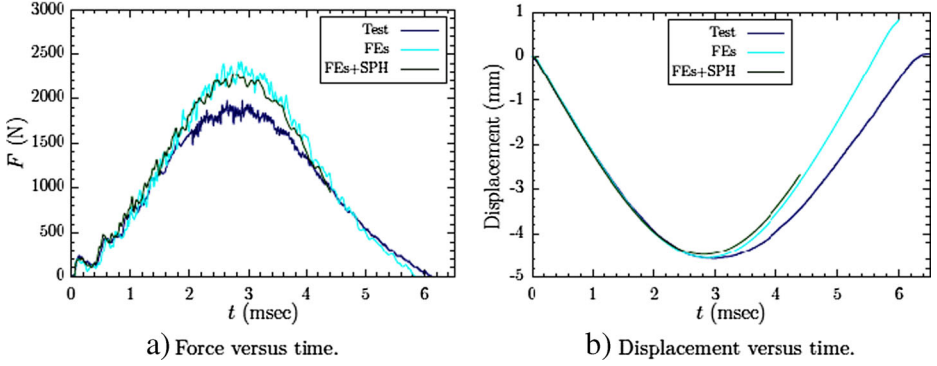 3000
2500
2000
1500
1000
500
0
F (N)
Test
FEs
FEs+SPH
0 1 2 3 4 5 6
t (msec)
a) Force versus time.
1
0
-1
-2
-3
-4
-5
Displacement (mm)
Test
FEs
FEs+SPH
0 1 2 3 4 5 6
t (msec)
b) Displacement versus time.